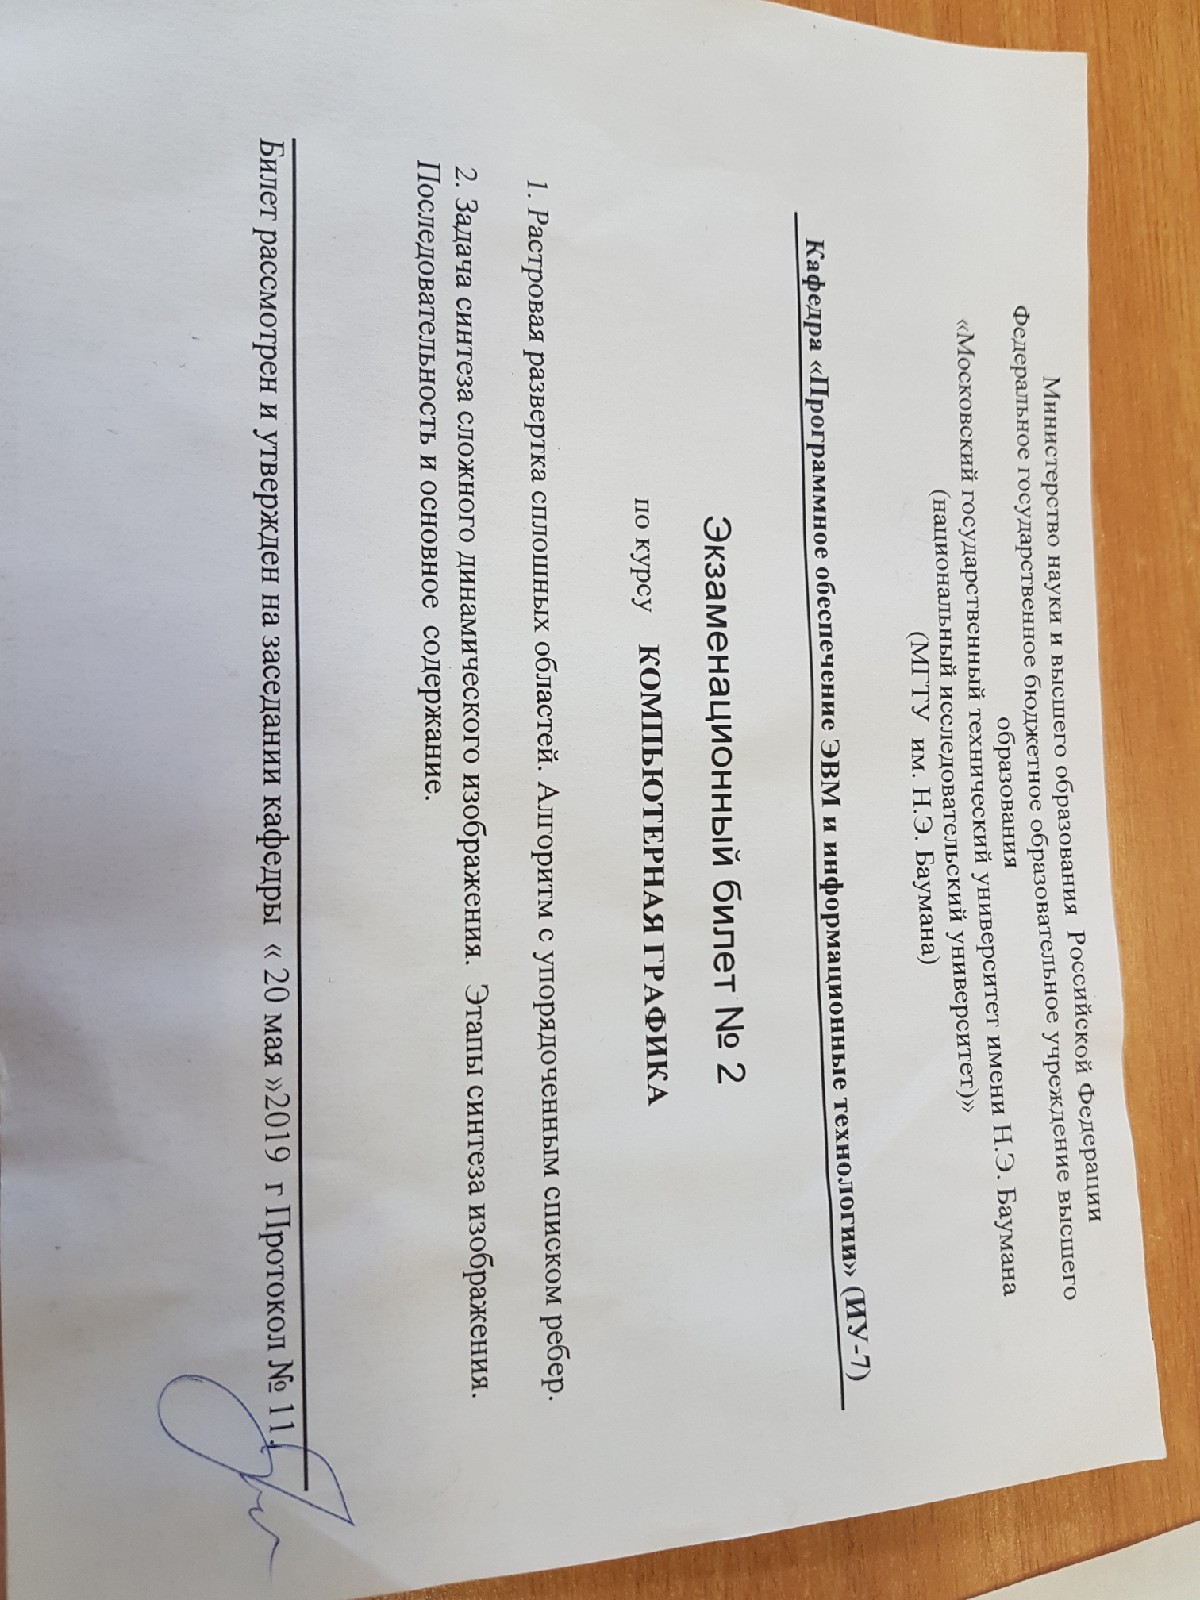 Министерство науки и высшего образования Российской Федерации
Федеральное государственное бюджетное образовательное учреждение высшего
образования
«Московский государственный технический университет имени Н.Э. Баумана
(национальный исследовательский университет)»
(МГТУ им. Н.Э. Баумана)
Кафедра «Программное обеспечение ЭВМ и информационные технологии» (ИУ-7)
Экзаменационный билет № 2
по курсу КОМПЬЮТЕРНАЯ ГРАФИКА
1. Растровая развертка сплошных областей. Алгоритм с упорядоченным списком ребер.
2. Задача синтеза сложного динамического изображения. Этапы синтеза изображения.
Последовательность и основное содержание.
Билет рассмотрен и утвержден на заседании кафедры « 20 мая »2019 г Протокол № 11.